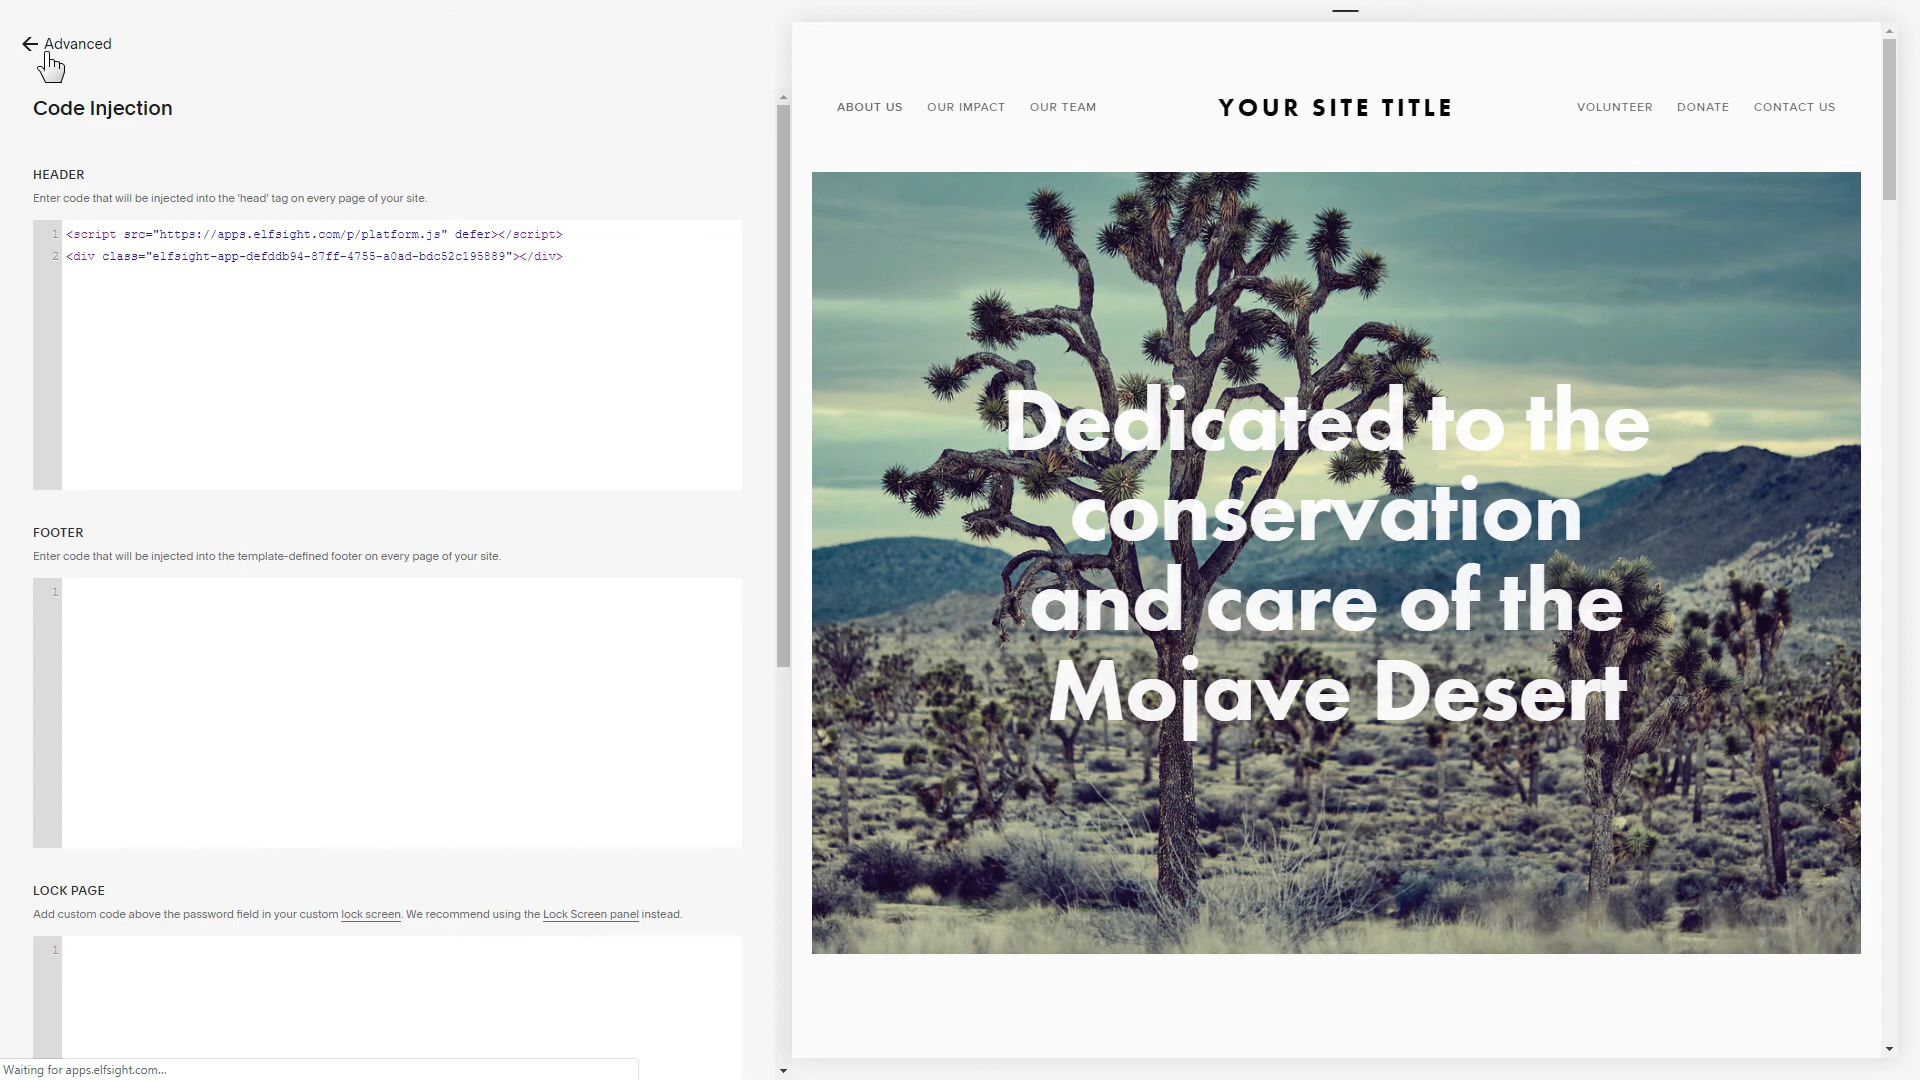 Advanced
Code Injection
HEADER
Enter code that will be injected into the 'head' tag on every page of your site.
1 <script src="https://apps.elfsight.com/p/platform.js" defer></script>
2 <div class="elfsight-app-defddb94-87ff-4755-a0ad-bdc52c195889"></div>
FOOTER
Enter code that will be injected into the template-defined footer on every page of your site.
1
LOCK PAGE
Add custom code above the password field in your custom lock screen. We recommend using the Lock Screen panel instead.
1
Waiting for apps.elfsight.com...
ABOUT US OUR IMPACT OUR TEAM YOUR SITE TITLE VOLUNTEER DONATE CONTACT US
Dedicated to the
conservation
and care of the
Mojave Desert